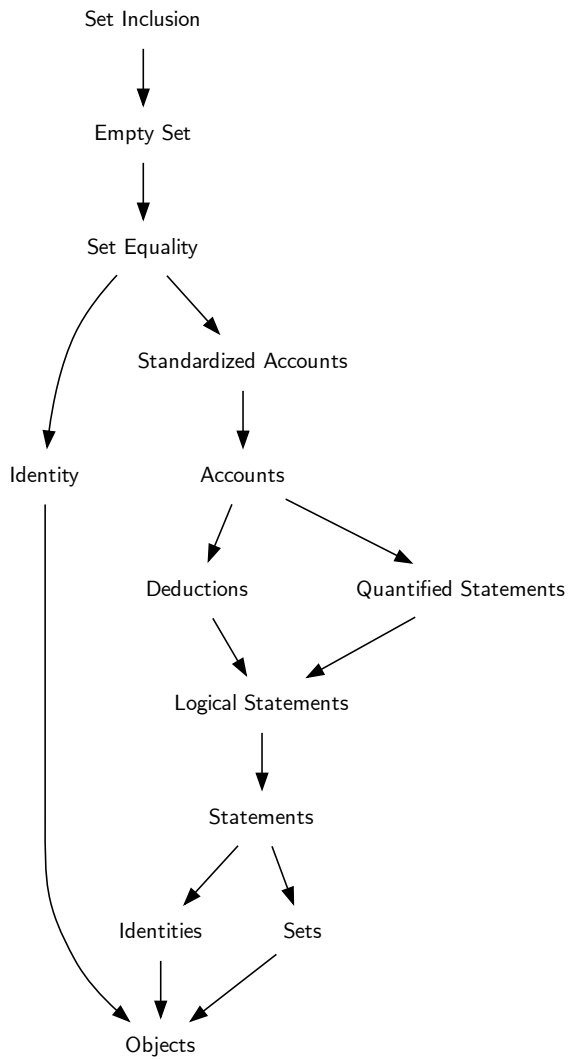 Set Inclusion
Empty Set
Set Equality
Standardized Accounts
Identity
Accounts
Deductions
Quantified Statements
Logical Statements
Statements
Identities
Sets
Objects